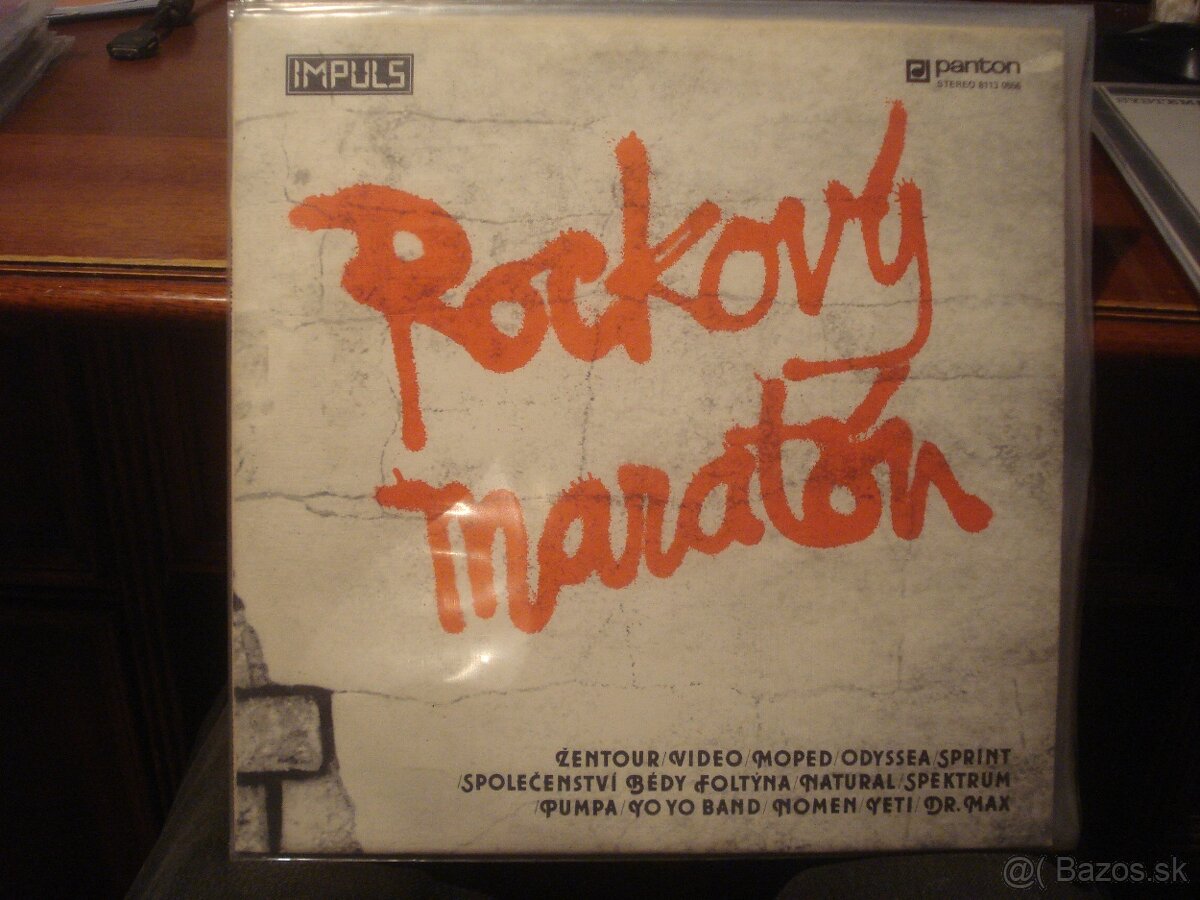 IMPULS
panton
STEREO 8113 0556
Rockový
maratón
ŽENTOUR/VIDEO/MOPED/ODYSSEA/SPRINT
/SPOLEČENSTVÍ BÉDY FOLTÝNA/NATURAL/SPEKTRUM
/PUMPA/YO YO BAND/NOMEN/YETI/DR. MAX
@( Bazos.sk